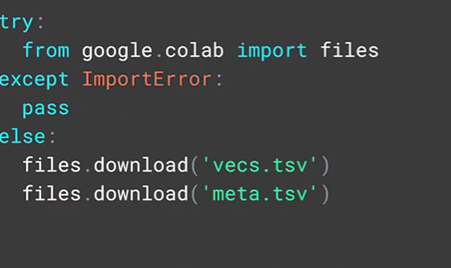 try:
  from google.colab import files
except ImportError:
  pass
else:
  files.download('vecs.tsv')
  files.download('meta.tsv')